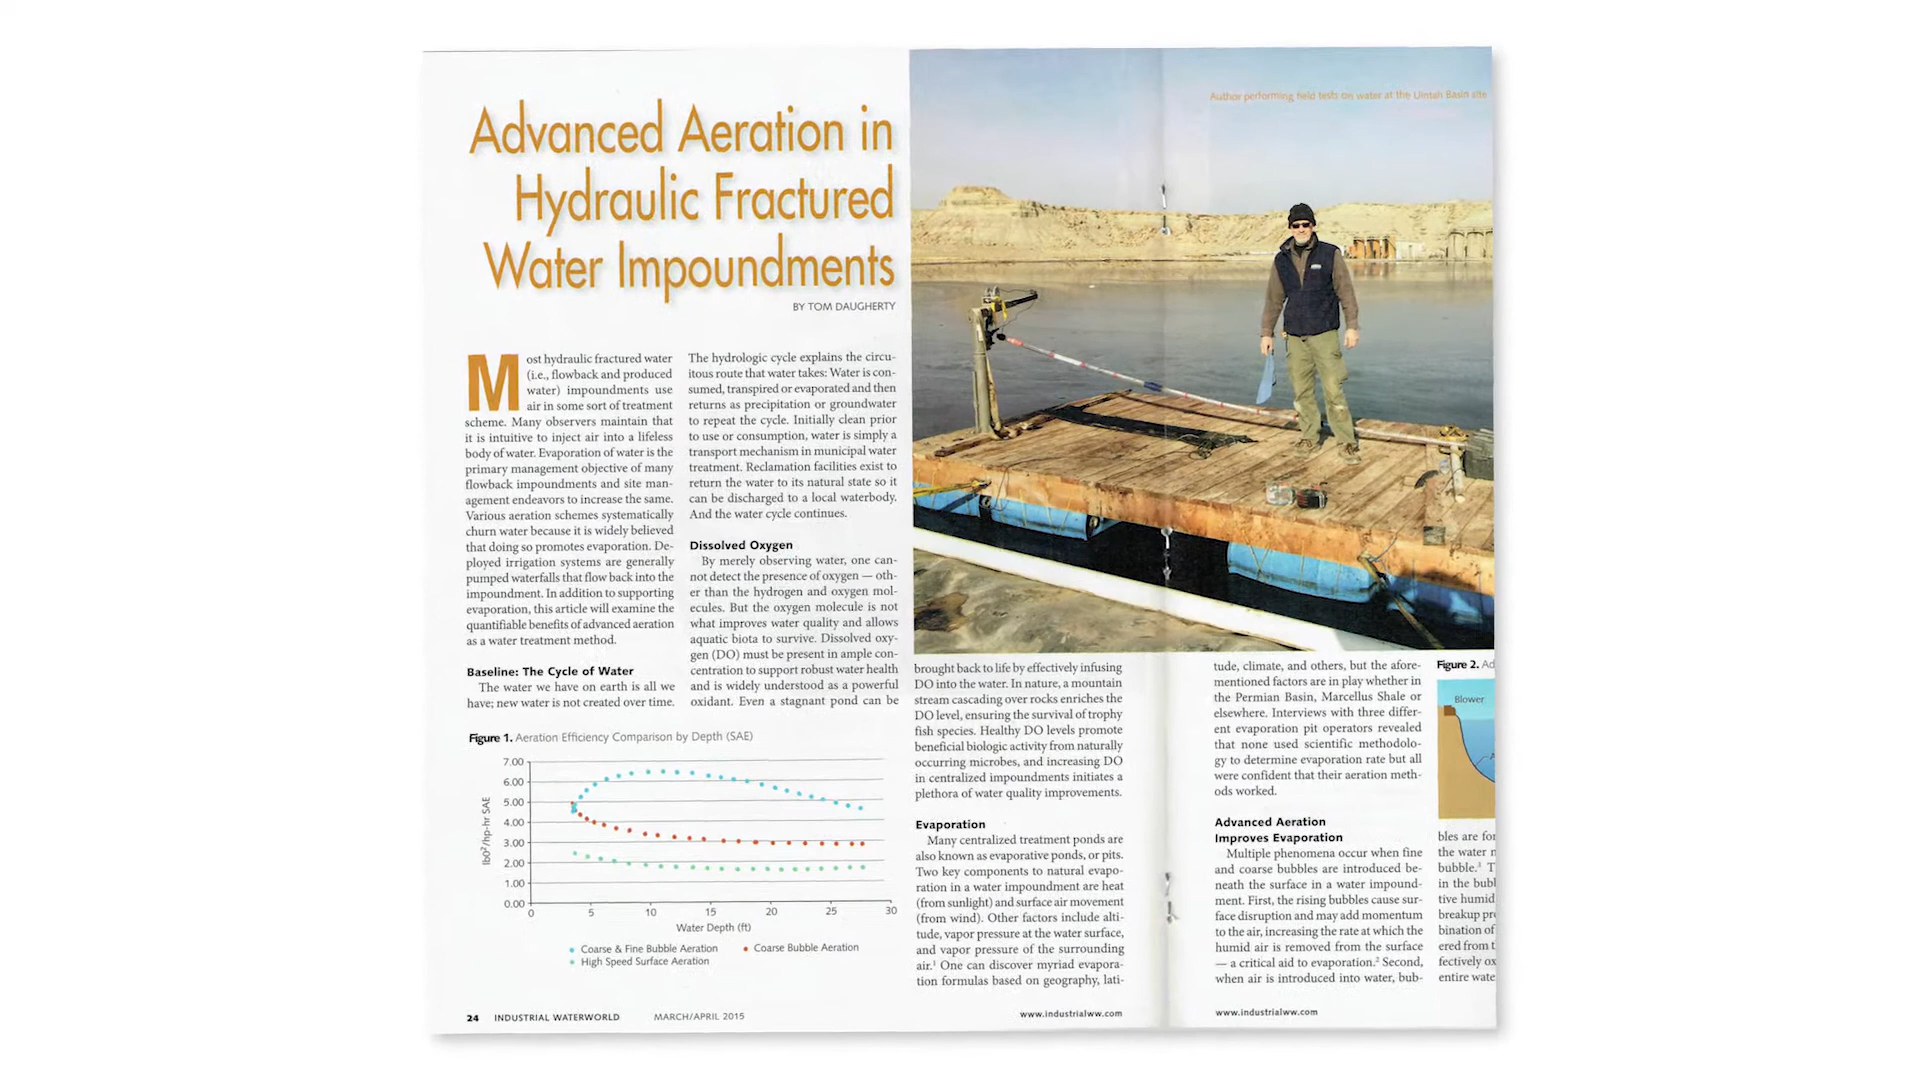 Advanced Aeration in
Hydraulic Fractured
Water Impoundments
BY TOM DAUGHERTY
Most hydraulic fractured water
(i.e., flowback and produced
water) impoundments use
air in some sort of treatment
scheme. Many observers maintain that
it is intuitive to inject air into a lifeless
body of water. Evaporation of water is the
primary management objective of many
flowback impoundments and site man-
agement endeavors to increase the same.
Various aeration schemes systematically
churn water because it is widely believed
that doing so promotes evaporation. De-
ployed irrigation systems are generally
pumped waterfalls that flow back into the
impoundment. In addition to supporting
evaporation, this article will examine the
quantifiable benefits of advanced aeration
as a water treatment method.
Baseline: The Cycle of Water
The water we have on earth is all we
have; new water is not created over time.
The hydrologic cycle explains the circu-
itous route that water takes: Water is con-
sumed, transpired or evaporated and then
returns as precipitation or groundwater
to repeat the cycle. Initially clean prior
to use or consumption, water is simply a
transport mechanism in municipal water
treatment. Reclamation facilities exist to
return the water to its natural state so it
can be discharged to a local waterbody.
And the water cycle continues.
Dissolved Oxygen
By merely observing water, one can-
not detect the presence of oxygen — oth-
er than the hydrogen and oxygen mol-
ecules. But the oxygen molecule is not
what improves water quality and allows
aquatic biota to survive. Dissolved oxy-
gen (DO) must be present in ample con-
centration to support robust water health
and is widely understood as a powerful
oxidant. Even a stagnant pond can be
Figure 1. Aeration Efficiency Comparison by Depth (SAE)
lb0²/hp-hr SAE
7.00
6.00
5.00
4.00
3.00
2.00
1.00
0.00
0 5 10 15 20 25 30
Water Depth (ft)
Coarse & Fine Bubble Aeration
Coarse Bubble Aeration
High Speed Surface Aeration
24 INDUSTRIAL WATERWORLD MARCH/APRIL 2015
Author performing field tests on water at the Uintah Basin site
brought back to life by effectively infusing
DO into the water. In nature, a mountain
stream cascading over rocks enriches the
DO level, ensuring the survival of trophy
fish species. Healthy DO levels promote
beneficial biologic activity from naturally
occurring microbes, and increasing DO
in centralized impoundments initiates a
plethora of water quality improvements.
Evaporation
Many centralized treatment ponds are
also known as evaporative ponds, or pits.
Two key components to natural evapo-
ration in a water impoundment are heat
(from sunlight) and surface air movement
(from wind). Other factors include alti-
tude, vapor pressure at the water surface,
and vapor pressure of the surrounding
air.¹ One can discover myriad evapora-
tion formulas based on geography, lati-
www.industrialww.com
tude, climate, and others, but the afore-
mentioned factors are in play whether in
the Permian Basin, Marcellus Shale or
elsewhere. Interviews with three differ-
ent evaporation pit operators revealed
that none used scientific methodolo-
gy to determine evaporation rate but all
were confident that their aeration meth-
ods worked.
Advanced Aeration
Improves Evaporation
Multiple phenomena occur when fine
and coarse bubbles are introduced be-
neath the surface in a water impound-
ment. First, the rising bubbles cause sur-
face disruption and may add momentum
to the air, increasing the rate at which the
humid air is removed from the surface
— a critical aid to evaporation.² Second,
when air is introduced into water, bub-
www.industrialww.com
Figure 2. Ad
Blower
A
bles are for
the water
bubble.³ T
in the bubl
tive humid
breakup pr
bination of
ered from t
fectively ox
entire wate